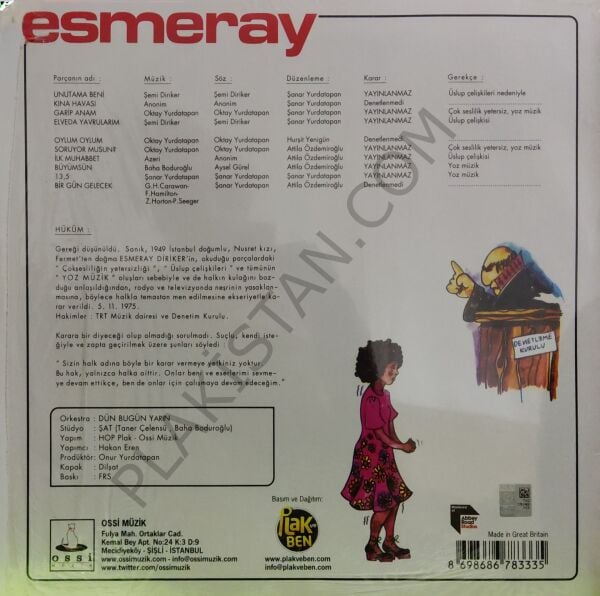 esmeray
Parçanın adı : Müzik : Söz : Düzenleme : Karar : Gerekçe :
UNUTAMA BENİ Şemi Diriker Şemi Diriker Şanar Yurdatapan YAYINLANMAZ Üslup çelişkileri nedeniyle
KINA HAVASI Anonim Anonim Şanar Yurdatapan Denetlenmedi
GARİP ANAM Oktay Yurdatapan Oktay Yurdatapan Şanar Yurdatapan YAYINLANMAZ Çok seslilik yetersiz, yoz müzik
ELVEDA YAVRULARIM Şemi Diriker Şemi Diriker Şanar Yurdatapan YAYINLANMAZ Üslup çelişkisi
OYLUM OYLUM Oktay Yurdatapan Oktay Yurdatapan Hurşit Yenigün Denetlenmedi
SORUYOR MUSUN? Oktay Yurdatapan Oktay Yurdatapan Attila Özdemiroğlu YAYINLANMAZ Çok seslilik yetersiz, yoz müzik
İLK MUHABBET Azeri Anonim Attila Özdemiroğlu YAYINLANMAZ Üslup çelişkisi
BÜYÜMSÜN Baha Boduroğlu Aysel Gürel Attila Özdemiroğlu YAYINLANMAZ Yoz müzik
13,5 Şanar Yurdatapan Şanar Yurdatapan Attila Özdemiroğlu YAYINLANMAZ Yoz müzik
BİR GÜN GELECEK G.H.Carawan- Şanar Yurdatapan Attila Özdemiroğlu Denetlenmedi
F.Hamilton-
Z.Horton-P.Seeger
HÜKÜM :
Gereği düşünüldü. Sanık, 1949 İstanbul doğumlu, Nusret kızı,
Fermet'ten doğma ESMERAY DİRİKER'in, okuduğu parçalardaki
" Çoksesliliğin yetersizliği ", " Üslup çelişkileri " ve tümünün
" YOZ MÜZİK " oluşları sebebiyle ve de halkın kulağını boz-
duğu anlaşıldığından, radyo ve televizyonda neşrinin yasaklan-
masına, böylece halkla temastan men edilmesine ekseriyetle ka-
rar verildi. 5. 11. 1975.
Hakimler : TRT Müzik dairesi ve Denetim Kurulu.
Karara bir diyeceği olup olmadığı sorulmadı. Suçlu, kendi iste-
ğiyle ve zapta geçirilmek üzere şunları söyledi
" Sizin halk adına böyle bir karar vermeye yetkiniz yoktur.
Bu hak, yalnızca halka aittir. Onlar beni ve eserlerimi sevme-
ye devam ettikçe, ben de onlar için çalışmaya devam edeceğim."
DENETLEME
KURULU
Orkestra : DÜN BUGÜN YARIN
Stüdyo : ŞAT (Taner Çelensü, Baha Boduroğlu)
Yapım : HOP Plak - Ossi Müzik
Yapımcı : Hakan Eren
Prodüktör: Onur Yurdatapan
Kapak : Dilşat
Baskı : FRS
ossi
OSSİ MÜZİK
Fulya Mah. Ortaklar Cad.
Kemal Bey Apt. No:24 K:3 D:9
Mecidiyeköy - ŞİŞLİ - İSTANBUL
www.ossimuzik.com - info@ossimuzik.com
www.twitter.com/ossimuzik
Basım ve Dağıtım:
Plak ve
BEN
www.plakveben.com
info@plakveben.com
Abbey
Road
Studios
Made in Great Britain
8 698686 783335
PLAKİSTAN.COM